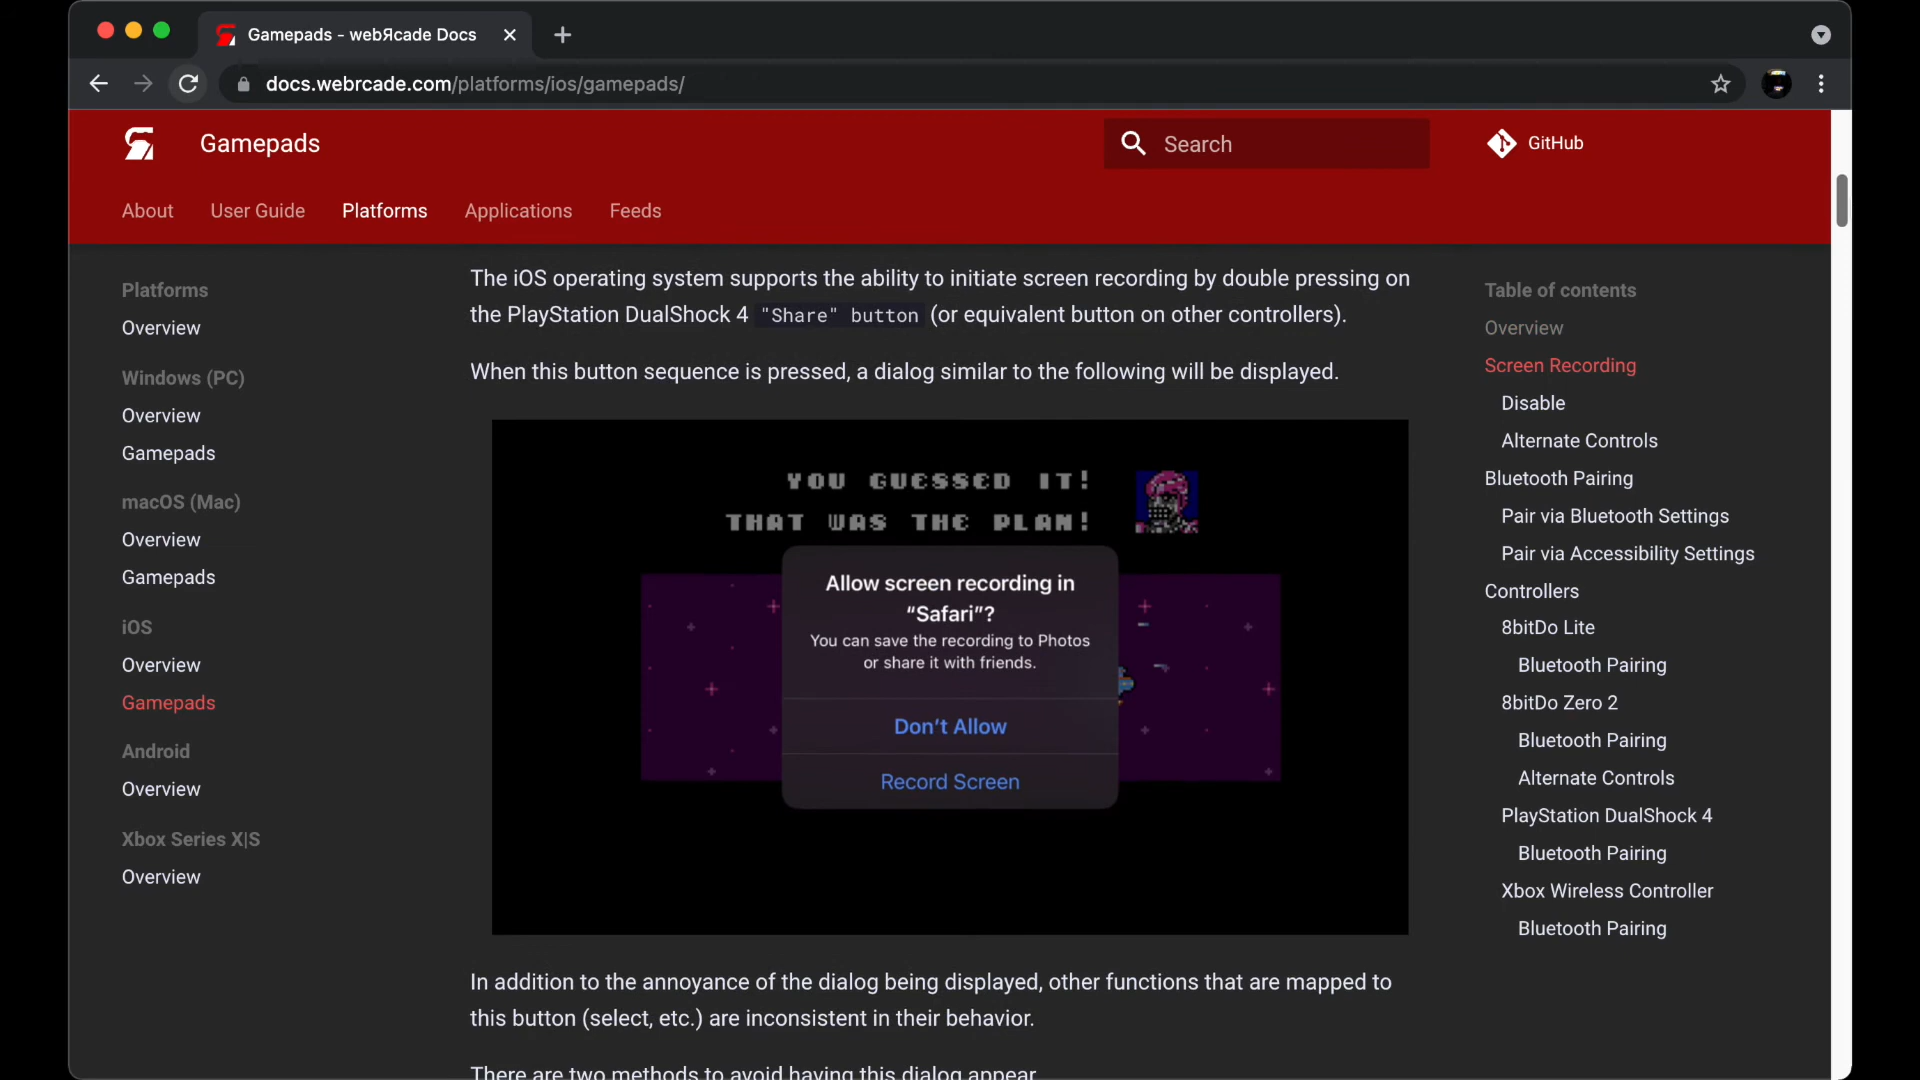 Gamepads - webЯcade Docs
docs.webrcade.com/platforms/ios/gamepads/
Gamepads
Search
GitHub
About
User Guide
Platforms
Applications
Feeds
Platforms
Overview
Windows (PC)
Overview
Gamepads
macOS (Mac)
Overview
Gamepads
iOS
Overview
Gamepads
Android
Overview
Xbox Series X|S
Overview
The iOS operating system supports the ability to initiate screen recording by double pressing on
the PlayStation DualShock 4 "Share" button (or equivalent button on other controllers).
When this button sequence is pressed, a dialog similar to the following will be displayed.
YOU GUESSED IT!
THAT WAS THE PLAN!
Allow screen recording in
“Safari”?
You can save the recording to Photos
or share it with friends.
Don’t Allow
Record Screen
In addition to the annoyance of the dialog being displayed, other functions that are mapped to
this button (select, etc.) are inconsistent in their behavior.
There are two methods to avoid having this dialog appear
Table of contents
Overview
Screen Recording
Disable
Alternate Controls
Bluetooth Pairing
Pair via Bluetooth Settings
Pair via Accessibility Settings
Controllers
8bitDo Lite
Bluetooth Pairing
8bitDo Zero 2
Bluetooth Pairing
Alternate Controls
PlayStation DualShock 4
Bluetooth Pairing
Xbox Wireless Controller
Bluetooth Pairing